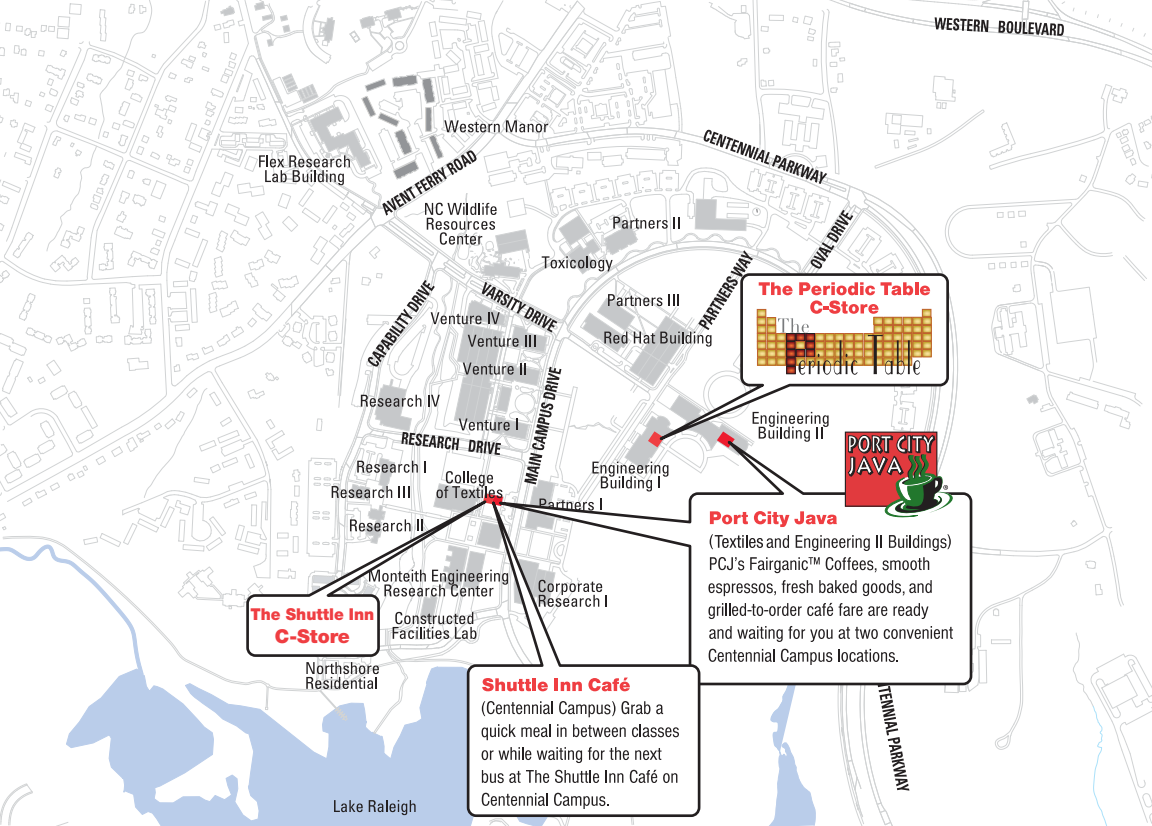 WESTERN BOULEVARD
Western Manor
CENTENNIAL PARKWAY
Flex Research
Lab Building
AVENT FERRY ROAD
NC Wildlife
Resources
Center
Partners II
OVAL DRIVE
Toxicology
PARTNERS WAY
CAPABILITY DRIVE
VARSITY DRIVE
Partners III
The Periodic Table
C-Store
The
Periodic Table
Venture IV
Venture III
Red Hat Building
Venture II
MAIN CAMPUS DRIVE
Research IV
Venture I
Engineering
Building II
RESEARCH DRIVE
PORT CITY
JAVA
®
Research I
College
of Textiles
Engineering
Building I
Research III
Partners I
Research II
Port City Java
(Textiles and Engineering II Buildings)
PCJ's Fairganic™ Coffees, smooth
espressos, fresh baked goods, and
grilled-to-order café fare are ready
and waiting for you at two convenient
Centennial Campus locations.
Monteith Engineering
Research Center
Corporate
Research I
The Shuttle Inn
C-Store
Constructed
Facilities Lab
Northshore
Residential
Shuttle Inn Café
(Centennial Campus) Grab a
quick meal in between classes
or while waiting for the next
bus at The Shuttle Inn Café on
Centennial Campus.
TENNIAL PARKWAY
Lake Raleigh